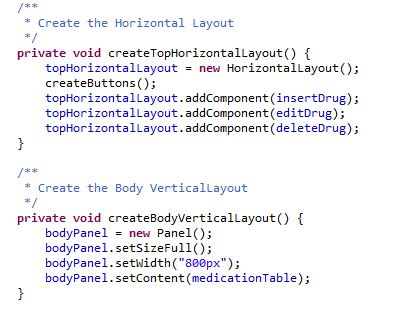 /**
 * Create the Horizontal Layout
 */
private void createTopHorizontalLayout() {
    topHorizontalLayout = new HorizontalLayout();
    createButtons();
    topHorizontalLayout.addComponent(insertDrug);
    topHorizontalLayout.addComponent(editDrug);
    topHorizontalLayout.addComponent(deleteDrug);
}
/**
 * Create the Body VerticalLayout
 */
private void createBodyVerticalLayout() {
    bodyPanel = new Panel();
    bodyPanel.setSizeFull();
    bodyPanel.setWidth("800px");
    bodyPanel.setContent(medicationTable);
}